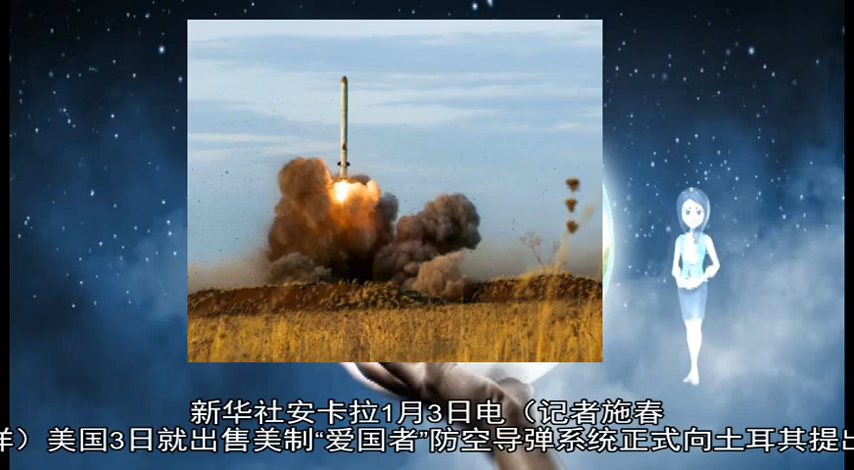 新华社安卡拉1月3日电（记者施春
）美国3日就出售美制“爱国者”防空导弹系统正式向土耳其提出